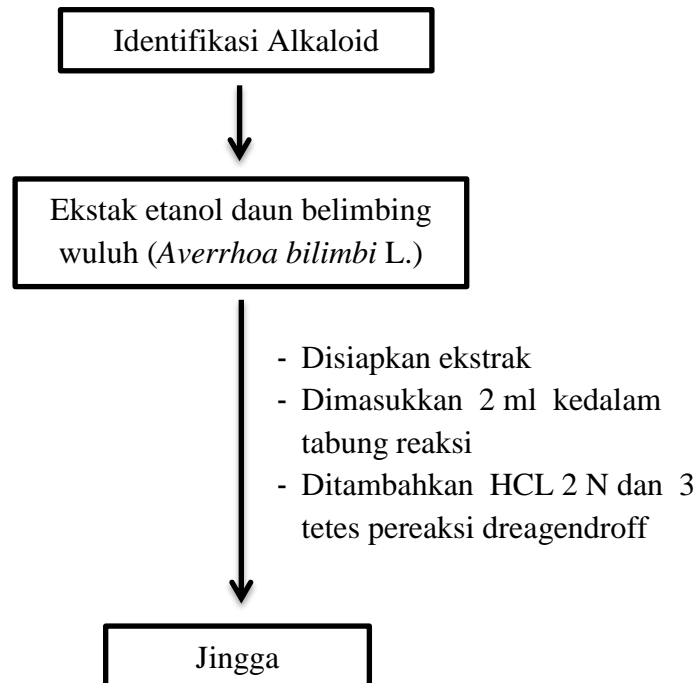 Identifikasi Alkaloid
Ekstak etanol daun belimbing
wuluh (Averrhoa bilimbi L.)
- Disiapkan ekstrak
- Dimasukkan 2 ml kedalam
tabung reaksi
- Ditambahkan HCL 2 N dan 3
tetes pereaksi dreagendroff
Jingga